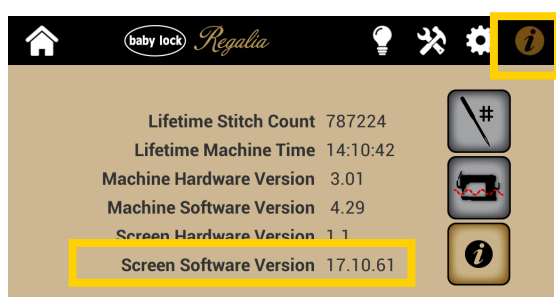 baby lock Regalia
i
#
Lifetime Stitch Count 787224
Lifetime Machine Time 14:10:42
Machine Hardware Version 3.01
Machine Software Version 4.29
Screen Hardware Version 1.1
i
Screen Software Version 17.10.61